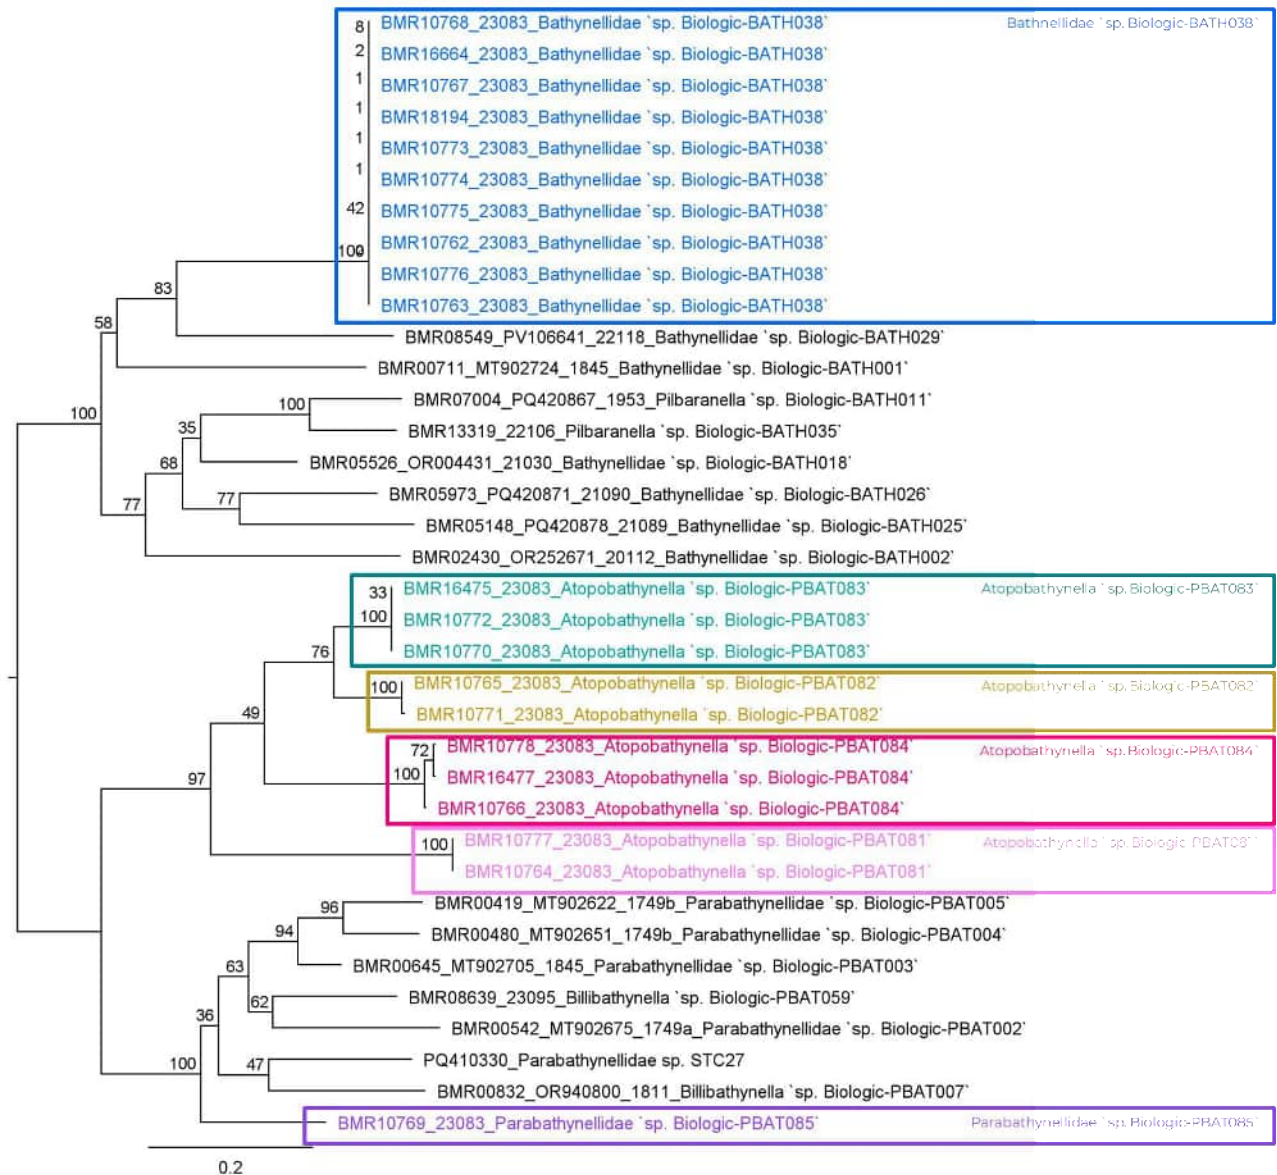 8
BMR10768_23083_Bathynellidae `sp. Biologic-BATH038` Bathnellidae `sp. Biologic-BATH038`
2
BMR16664_23083_Bathynellidae `sp. Biologic-BATH038`
1
BMR10767_23083_Bathynellidae `sp. Biologic-BATH038`
1
BMR18194_23083_Bathynellidae `sp. Biologic-BATH038`
1
BMR10773_23083_Bathynellidae `sp. Biologic-BATH038`
1
BMR10774_23083_Bathynellidae `sp. Biologic-BATH038`
42
BMR10775_23083_Bathynellidae `sp. Biologic-BATH038`
BMR10762_23083_Bathynellidae `sp. Biologic-BATH038`
100
BMR10776_23083_Bathynellidae `sp. Biologic-BATH038`
83
BMR10763_23083_Bathynellidae `sp. Biologic-BATH038`
58
BMR08549_PV106641_22118_Bathynellidae `sp. Biologic-BATH029`
BMR00711_MT902724_1845_Bathynellidae `sp. Biologic-BATH001`
100
100
BMR07004_PQ420867_1953_Pilbaranella `sp. Biologic-BATH011`
35
BMR13319_22106_Pilbaranella `sp. Biologic-BATH035`
68
BMR05526_OR004431_21030_Bathynellidae `sp. Biologic-BATH018`
77
77
BMR05973_PQ420871_21090_Bathynellidae `sp. Biologic-BATH026`
BMR05148_PQ420878_21089_Bathynellidae `sp. Biologic-BATH025`
BMR02430_OR252671_20112_Bathynellidae `sp. Biologic-BATH002`
33
BMR16475_23083_Atopobathynella `sp. Biologic-PBAT083` Atopobathynella `sp. Biologic-PBAT083`
100
BMR10772_23083_Atopobathynella `sp. Biologic-PBAT083`
76
BMR10770_23083_Atopobathynella `sp. Biologic-PBAT083`
100
BMR10765_23083_Atopobathynella `sp. Biologic-PBAT082` Atopobathynella `sp. Biologic-PBAT082`
49
BMR10771_23083_Atopobathynella `sp. Biologic-PBAT082`
72
BMR10778_23083_Atopobathynella `sp. Biologic-PBAT084` Atopobathynella `sp. Biologic-PBAT084`
97
100
BMR16477_23083_Atopobathynella `sp. Biologic-PBAT084`
BMR10766_23083_Atopobathynella `sp. Biologic-PBAT084`
100
BMR10777_23083_Atopobathynella `sp. Biologic-PBAT081` Atopobathynella `sp. Biologic-PBAT081`
BMR10764_23083_Atopobathynella `sp. Biologic-PBAT081`
96
BMR00419_MT902622_1749b_Parabathynellidae `sp. Biologic-PBAT005`
94
BMR00480_MT902651_1749b_Parabathynellidae `sp. Biologic-PBAT004`
63
BMR00645_MT902705_1845_Parabathynellidae `sp. Biologic-PBAT003`
62
BMR08639_23095_Billibathynella `sp. Biologic-PBAT059`
36
BMR00542_MT902675_1749a_Parabathynellidae `sp. Biologic-PBAT002`
100
47
PQ410330_Parabathynellidae sp. STC27
BMR00832_OR940800_1811_Billibathynella `sp. Biologic-PBAT007`
BMR10769_23083_Parabathynellidae `sp. Biologic-PBAT085` Parabathynellidae `sp. Biologic-PBAT085`
0.2